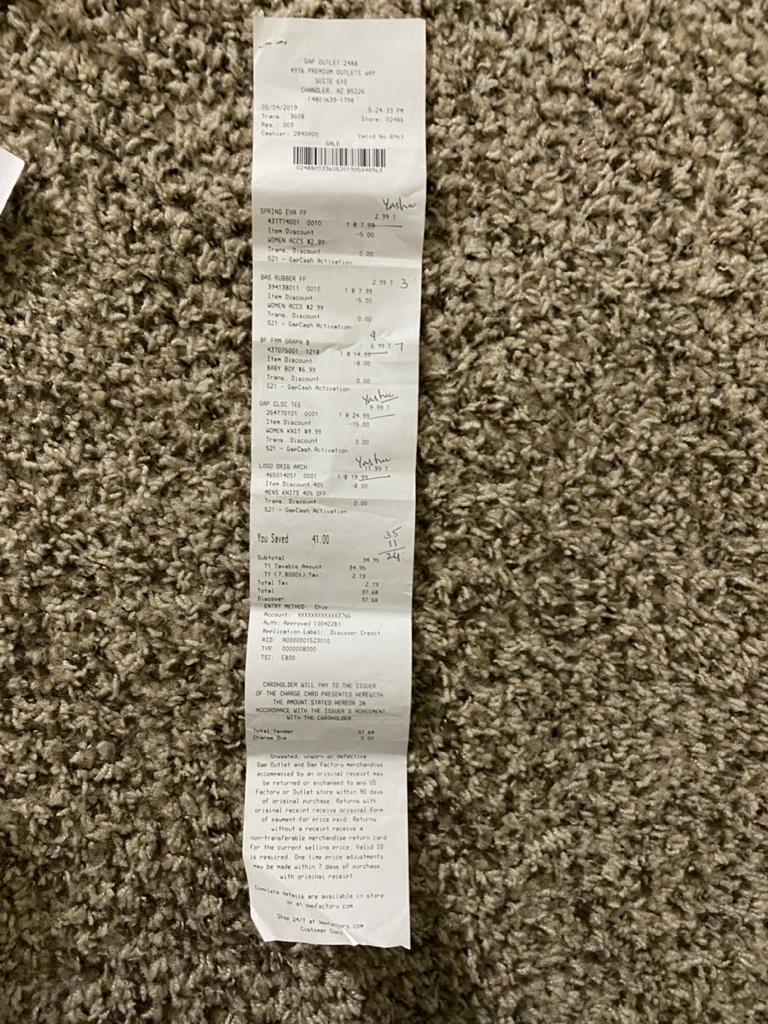 GAP OUTLET 2488
4976 PREMIUM OUTLETS WAY
SUITE 610
CHANDLER, AZ 85226
(480)639-1798
05/04/2019 5:24:33 PM
Trans.: 3608 Store: 02488
Reg.: 003
Cashier: 2840000 Valid No:8963
SALE
Yashu
SPRING EVA FF 2.99 T
437774001 0010 1 @ 7.99
Item Discount -5.00
WOMEN ACCS $2.99
Trans. Discount 0.00
521 - GapCash Activation
BAS RUBBER FF 2.99 T 3
394138011 0010 1 @ 7.99
Item Discount -5.00
WOMEN ACCS $2.99
Trans. Discount 0.00
521 - GapCash Activation
BF FAM GRAPH B 6.99 T 7
437075001 1218 1 @ 14.99
Item Discount -8.00
BABY BOY $6.99
Trans. Discount 0.00
521 - GapCash Activation
Yashu
GAP CLSC TEE 9.99 T
254770101 0001 1 @ 24.99
Item Discount -15.00
WOMEN KNIT $9.99
Trans. Discount 0.00
521 - GapCash Activation
Yashu
LOGO ORIG ARCH 11.99 T
465014051 0001 1 @ 19.99
Item Discount 40% -8.00
MENS KNITS 40% OFF
Trans. Discount 0.00
521 - GapCash Activation
You Saved 41.00
35
11
24
Subtotal 34.95
T1 Taxable Amount 34.95
T1 (7.8000%) Tax 2.73
Total Tax 2.73
Total 37.68
Discover 37.68
ENTRY METHOD: Chip
Account: XXXXXXXXXXXX3766
Auth: Approved (00422B)
Application Label: Discover Credit
AID: A0000001523010
TVR: 0000008000
TSI: E800
CARDHOLDER WILL PAY TO THE ISSUER
OF THE CHARGE CARD PRESENTED HEREWITH
THE AMOUNT STATED HEREON IN
ACCORDANCE WITH THE ISSUER'S AGREEMENT
WITH THE CARDHOLDER
Total Tender 37.68
Change Due 0.00
Unwashed, unworn or defective
Gap Outlet and Gap Factory merchandise
accompanied by an original receipt may
be returned or exchanged to any US
Factory or Outlet store within 90 days
of original purchase. Returns with
original receipt receive original form
of payment for price paid. Returns
without a receipt receive a
non-transferable merchandise return card
for the current selling price. Valid ID
is required. One time price adjustments
may be made within 7 days of purchase
with original receipt.
Complete details are available in store
or at gapfactory.com
Shop 24/7 at gapfactory.com
Customer Copy